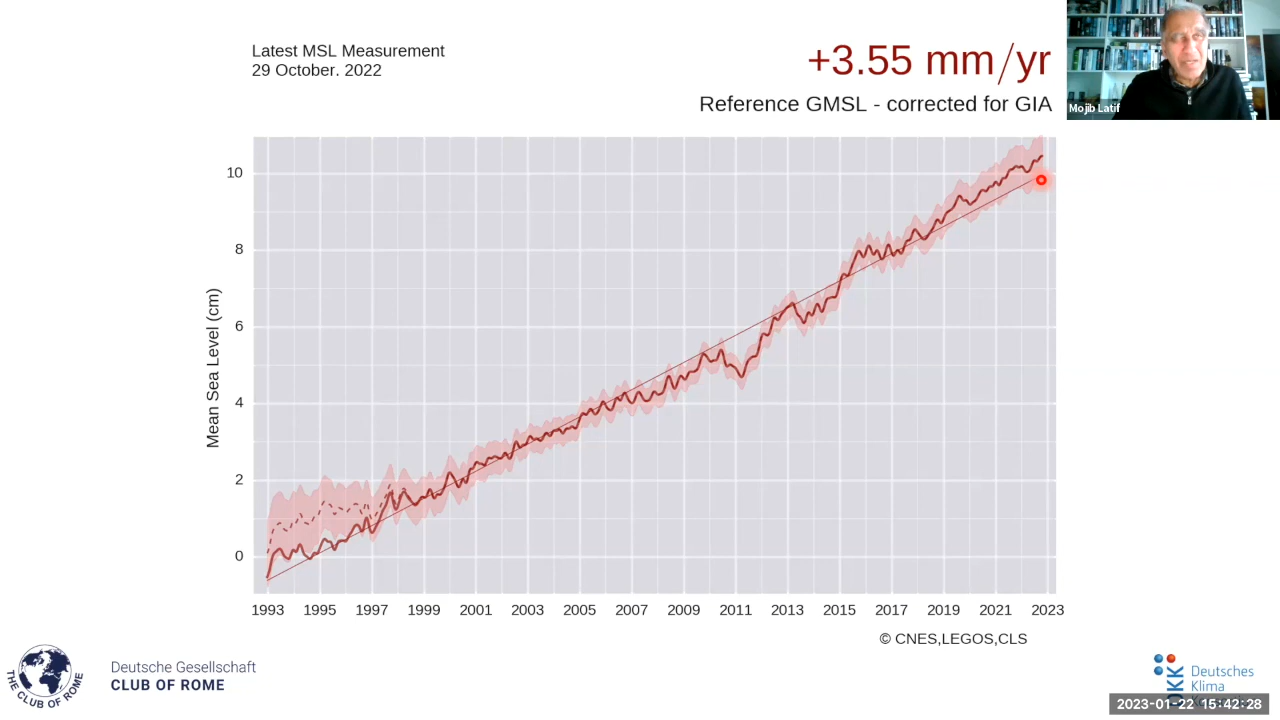 Latest MSL Measurement
29 October. 2022
+3.55 mm/yr
Reference GMSL - corrected for GIA
Mojib Latif
Mean Sea Level (cm)
10
8
6
4
2
0
1993 1995 1997 1999 2001 2003 2005 2007 2009 2011 2013 2015 2017 2019 2021 2023
© CNES,LEGOS,CLS
THE CLUB OF ROME
Deutsche Gesellschaft
CLUB OF ROME
DKK
Deutsches
Klima
2023-01-22 15:42:28